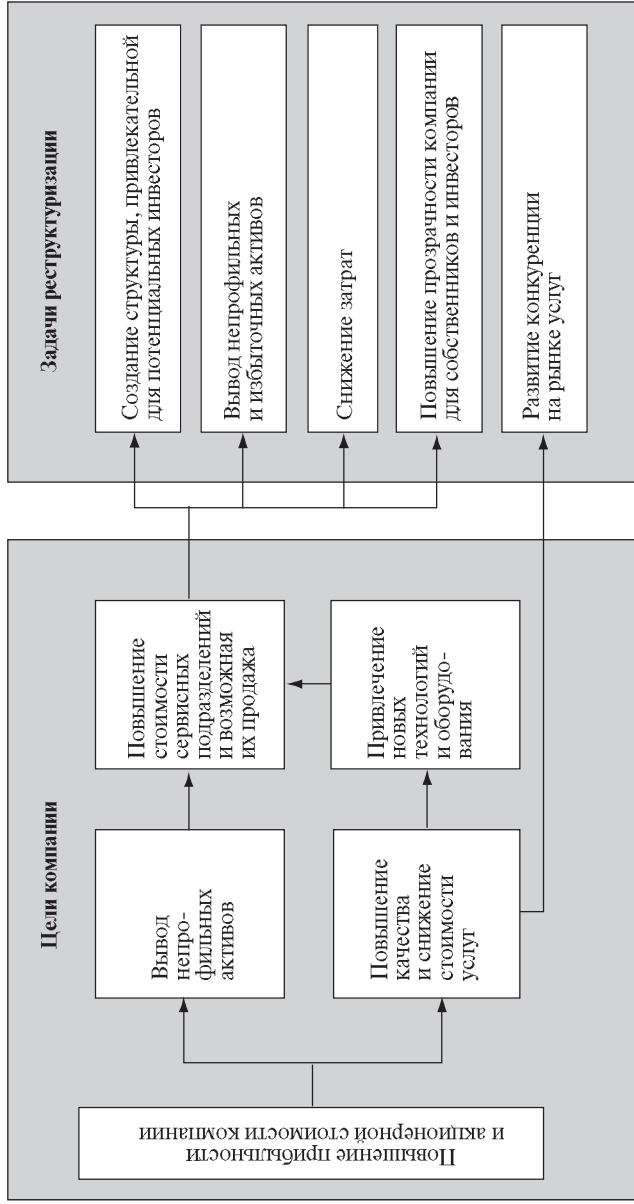 Цели компании
Повышение прибыльности
и акционерной стоимости компании
Вывод
непро-
фильных
активов
Повышение
стоимости
сервисных
подразделений
и возможная
их продажа
Повышение
качества
и снижение
стоимости
услуг
Привлечение
новых
технологий
и оборудо-
вания
Задачи реструктуризации
Создание структуры, привлекательной
для потенциальных инвесторов
Вывод непрофильных
и избыточных активов
Снижение затрат
Повышение прозрачности компании
для собственников и инвесторов
Развитие конкуренции
на рынке услуг